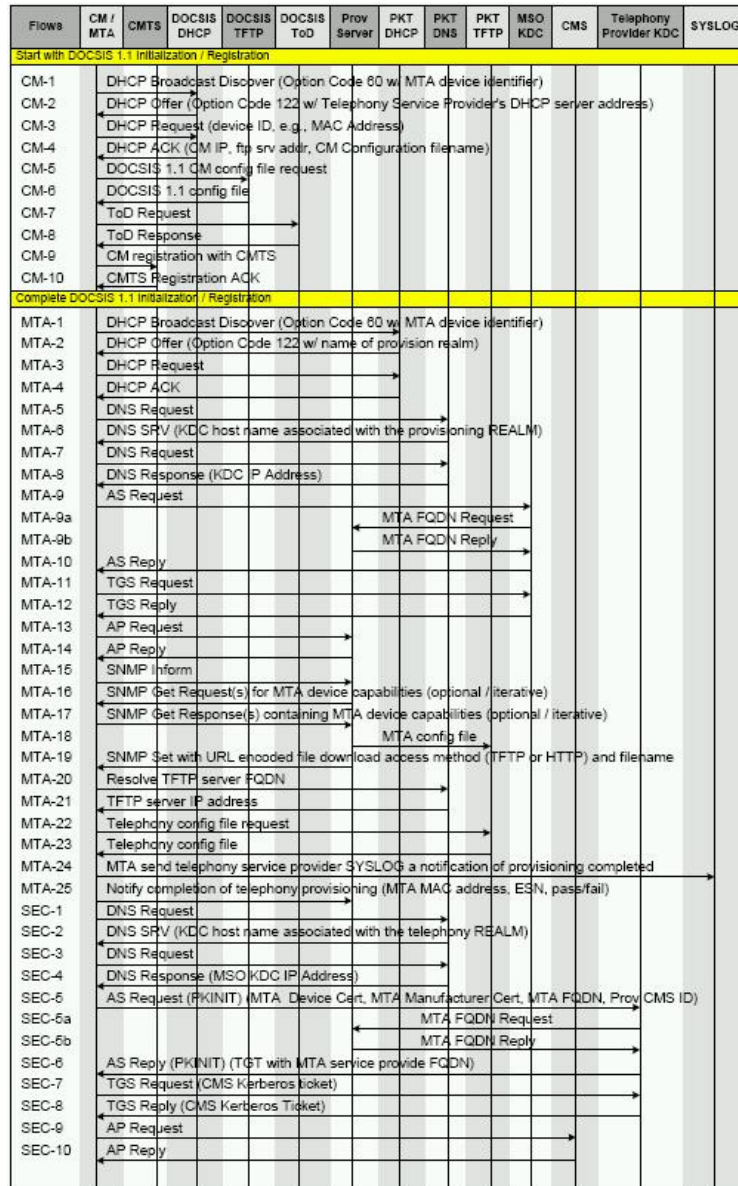 Flows CM / MTA CMTS DOCSIS DHCP DOCSIS TFTP DOCSIS ToD Prov Server PKT DHCP PKT DNS PKT TFTP MSO KDC CMS Telephony Provider KDC SYSLOG
Start with DOCSIS 1.1 Initialization / Registration
CM-1 DHCP Broadcast Discover (Option Code 60 w/ MTA device identifier)
CM-2 DHCP Offer (Option Code 122 w/ Telephony Service Provider's DHCP server address)
CM-3 DHCP Request (device ID, e.g., MAC Address)
CM-4 DHCP ACK (CM IP, ftp srv addr, CM Configuration filename)
CM-5 DOCSIS 1.1 CM config file request
CM-6 DOCSIS 1.1 config file
CM-7 ToD Request
CM-8 ToD Response
CM-9 CM registration with CMTS
CM-10 CMTS Registration ACK
Complete DOCSIS 1.1 Initialization / Registration
MTA-1 DHCP Broadcast Discover (Option Code 60 w/ MTA device identifier)
MTA-2 DHCP Offer (Option Code 122 w/ name of provision realm)
MTA-3 DHCP Request
MTA-4 DHCP ACK
MTA-5 DNS Request
MTA-6 DNS SRV (KDC host name associated with the provisioning REALM)
MTA-7 DNS Request
MTA-8 DNS Response (KDC IP Address)
MTA-9 AS Request
MTA-9a MTA FQDN Request
MTA-9b MTA FQDN Reply
MTA-10 AS Reply
MTA-11 TGS Request
MTA-12 TGS Reply
MTA-13 AP Request
MTA-14 AP Reply
MTA-15 SNMP Inform
MTA-16 SNMP Get Request(s) for MTA device capabilities (optional / iterative)
MTA-17 SNMP Get Response(s) containing MTA device capabilities (optional / iterative)
MTA-18 MTA config file
MTA-19 SNMP Set with URL encoded file download access method (TFTP or HTTP) and filename
MTA-20 Resolve TFTP server FQDN
MTA-21 TFTP server IP address
MTA-22 Telephony config file request
MTA-23 Telephony config file
MTA-24 MTA send telephony service provider SYSLOG a notification of provisioning completed
MTA-25 Notify completion of telephony provisioning (MTA MAC address, ESN, pass/fail)
SEC-1 DNS Request
SEC-2 DNS SRV (KDC host name associated with the telephony REALM)
SEC-3 DNS Request
SEC-4 DNS Response (MSO KDC IP Address)
SEC-5 AS Request (PKINIT) (MTA Device Cert, MTA Manufacturer Cert, MTA FQDN, Prov CMS ID)
SEC-5a MTA FQDN Request
SEC-5b MTA FQDN Reply
SEC-6 AS Reply (PKINIT) (TGT with MTA service provide FQDN)
SEC-7 TGS Request (CMS Kerberos ticket)
SEC-8 TGS Reply (CMS Kerberos Ticket)
SEC-9 AP Request
SEC-10 AP Reply